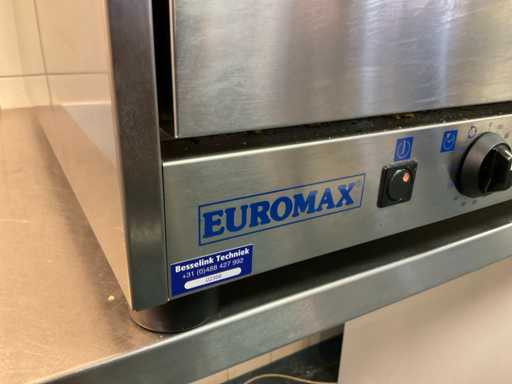 EUROMAX
Besselink Techniek
+31 (0)488 427 992